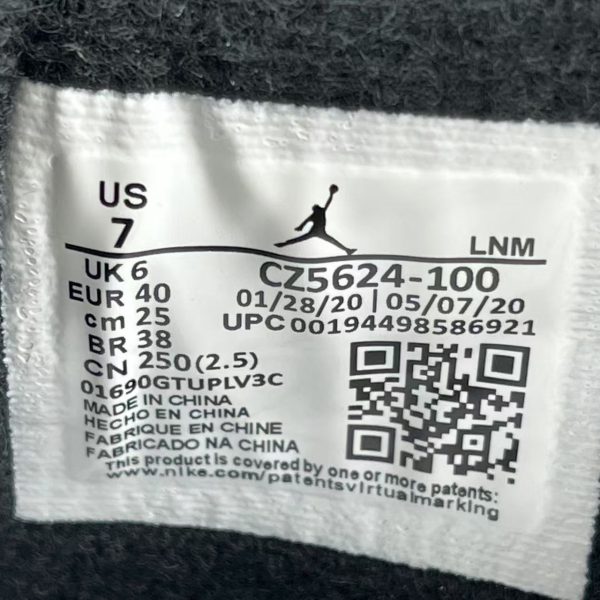 US
7
LNM
UK 6
EUR 40
cm 25
BR 38
CN 250 (2.5)
CZ5624-100
01/28/20 | 05/07/20
UPC 00194498586921
01690GTUPLV3C
MADE IN CHINA
HECHO EN CHINA
FABRIQUE EN CHINE
FABRICADO NA CHINA
This product is covered by one or more patents:
www.nike.com/patentsvirtualmarking